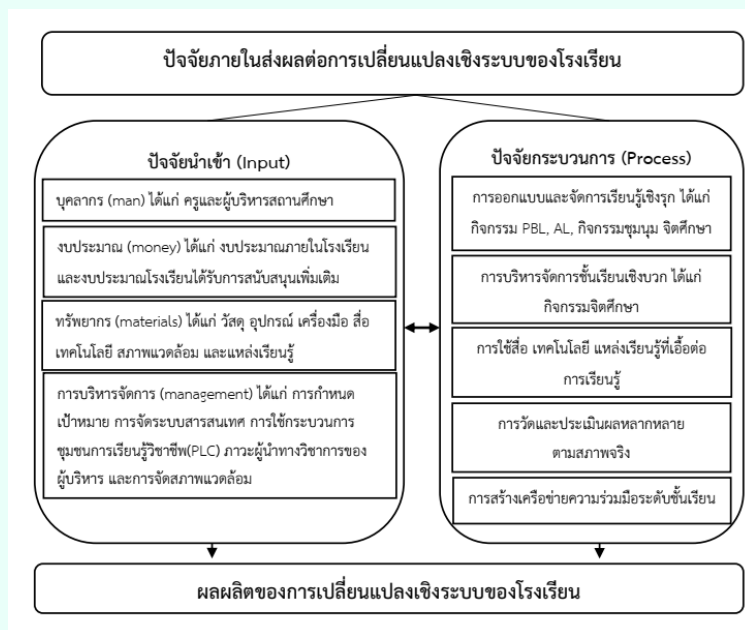 ปัจจัยภายในส่งผลต่อการเปลี่ยนแปลงเชิงระบบของโรงเรียน
ปัจจัยนำเข้า (Input)
บุคลากร (man) ได้แก่ ครูและผู้บริหารสถานศึกษา
งบประมาณ (money) ได้แก่ งบประมาณภายในโรงเรียน
และงบประมาณโรงเรียนได้รับการสนับสนุนเพิ่มเติม
ทรัพยากร (materials) ได้แก่ วัสดุ อุปกรณ์ เครื่องมือ สื่อ
เทคโนโลยี สภาพแวดล้อม และแหล่งเรียนรู้
การบริหารจัดการ (management) ได้แก่ การกำหนด
เป้าหมาย การจัดระบบสารสนเทศ การใช้กระบวนการ
ชุมชนการเรียนรู้วิชาชีพ(PLC) ภาวะผู้นำทางวิชาการของ
ผู้บริหาร และการจัดสภาพแวดล้อม
ปัจจัยกระบวนการ (Process)
การออกแบบและจัดการเรียนรู้เชิงรุก ได้แก่
กิจกรรม PBL, AL, กิจกรรมชุมนุม จิตศึกษา
การบริหารจัดการชั้นเรียนเชิงบวก ได้แก่
กิจกรรมจิตศึกษา
การใช้สื่อ เทคโนโลยี แหล่งเรียนรู้ที่เอื้อต่อ
การเรียนรู้
การวัดและประเมินผลหลากหลาย
ตามสภาพจริง
การสร้างเครือข่ายความร่วมมือระดับชั้นเรียน
ผลผลิตของการเปลี่ยนแปลงเชิงระบบของโรงเรียน